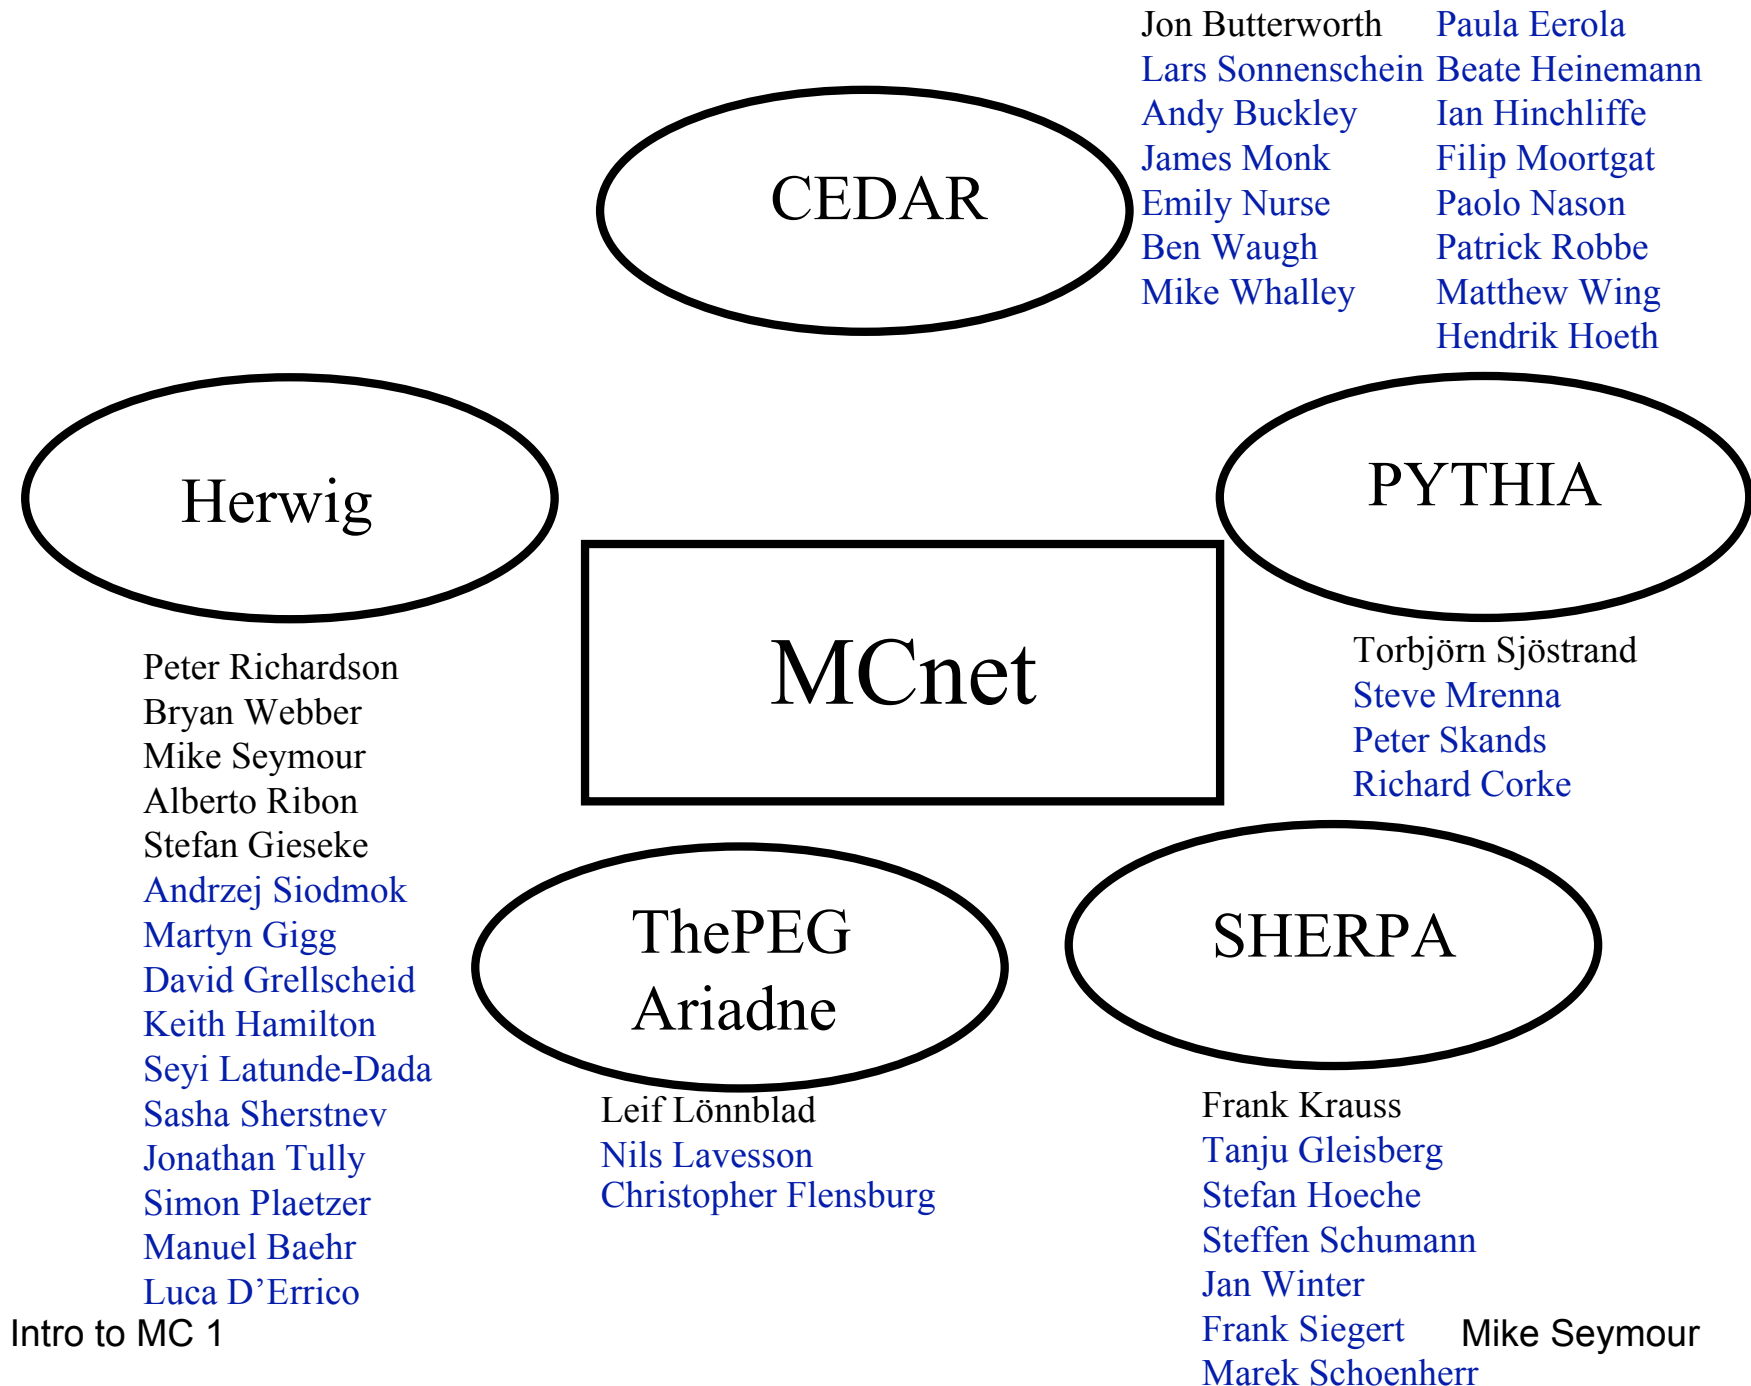 Jon Butterworth
Lars Sonnenschein
Andy Buckley
James Monk
Emily Nurse
Ben Waugh
Mike Whalley
Paula Eerola
Beate Heinemann
Ian Hinchliffe
Filip Moortgat
Paolo Nason
Patrick Robbe
Matthew Wing
Hendrik Hoeth
CEDAR
Herwig
PYTHIA
MCnet
Peter Richardson
Bryan Webber
Mike Seymour
Alberto Ribon
Stefan Gieseke
Andrzej Siodmok
Martyn Gigg
David Grellscheid
Keith Hamilton
Seyi Latunde-Dada
Sasha Sherstnev
Jonathan Tully
Simon Plaetzer
Manuel Baehr
Luca D’Errico
Torbjörn Sjöstrand
Steve Mrenna
Peter Skands
Richard Corke
ThePEG
Ariadne
SHERPA
Leif Lönnblad
Nils Lavesson
Christopher Flensburg
Frank Krauss
Tanju Gleisberg
Stefan Hoeche
Steffen Schumann
Jan Winter
Frank Siegert
Marek Schoenherr
Intro to MC 1
Mike Seymour